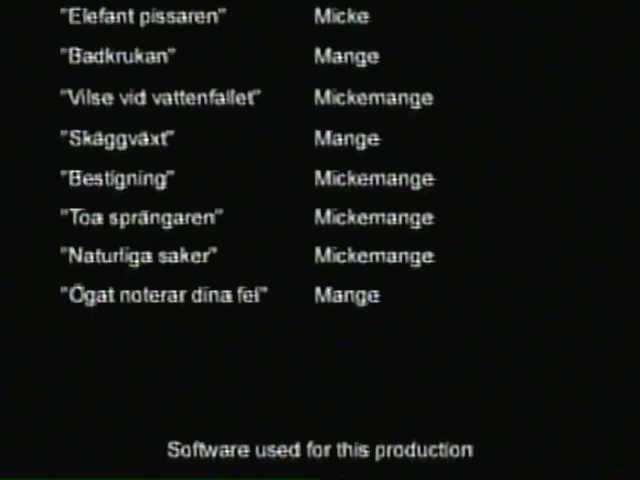 "Elefant pissaren" Micke
"Badkrukan" Mange
"Vilse vid vattenfallet" Mickemange
"Skäggväxt" Mange
"Bestigning" Mickemange
"Toa sprängaren" Mickemange
"Naturliga saker" Mickemange
"Ögat noterar dina fel" Mange
Software used for this production